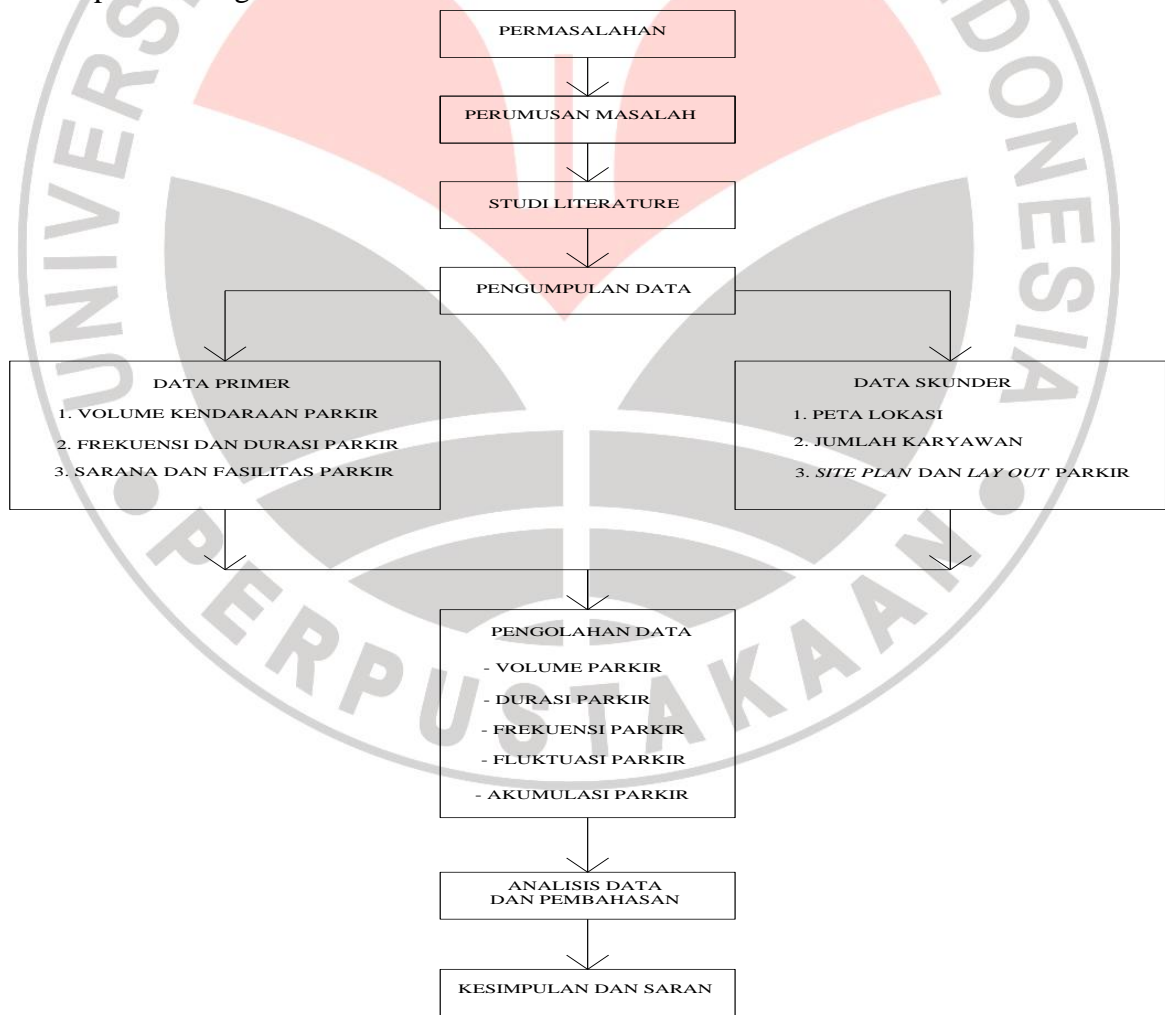 PERMASALAHAN
PERUMUSAN MASALAH
STUDI LITERATURE
PENGUMPULAN DATA
DATA PRIMER
1. VOLUME KENDARAAN PARKIR
2. FREKUENSI DAN DURASI PARKIR
3. SARANA DAN FASILITAS PARKIR
DATA SKUNDER
1. PETA LOKASI
2. JUMLAH KARYAWAN
3. SITE PLAN DAN LAY OUT PARKIR
PENGOLAHAN DATA
- VOLUME PARKIR
- DURASI PARKIR
- FREKUENSI PARKIR
- FLUKTUASI PARKIR
- AKUMULASI PARKIR
ANALISIS DATA
DAN PEMBAHASAN
KESIMPULAN DAN SARAN
PERPUSTAKAAN